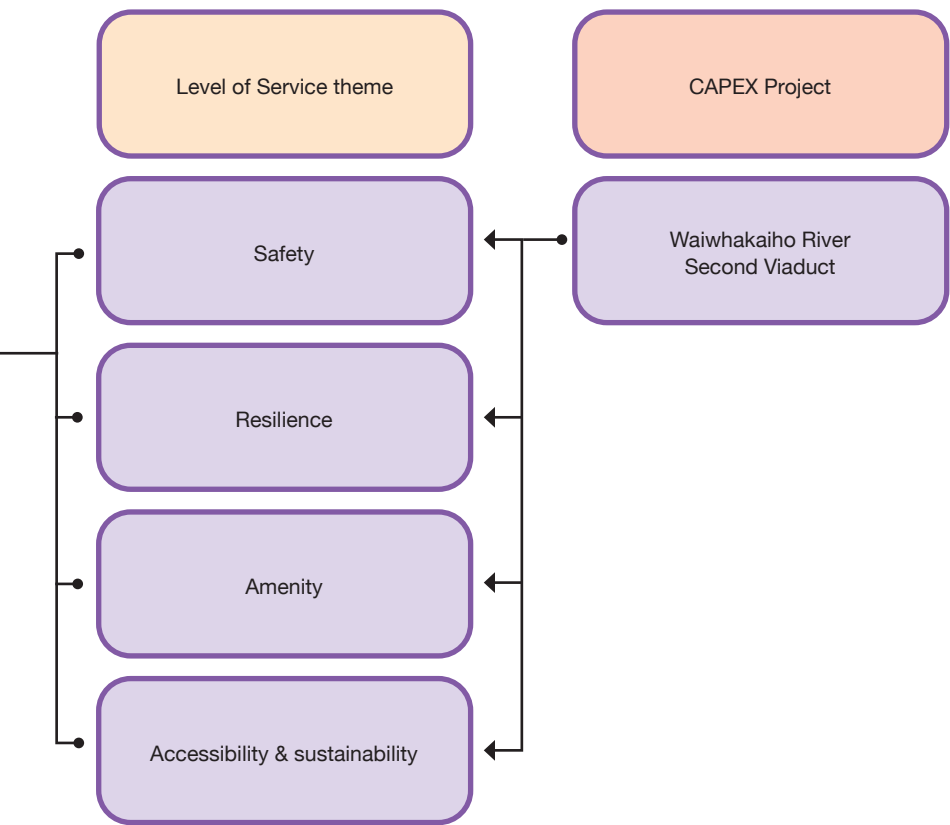 Level of Service theme
CAPEX Project
Safety
Waiwhakaiho River
Second Viaduct
Resilience
Amenity
Accessibility & sustainability